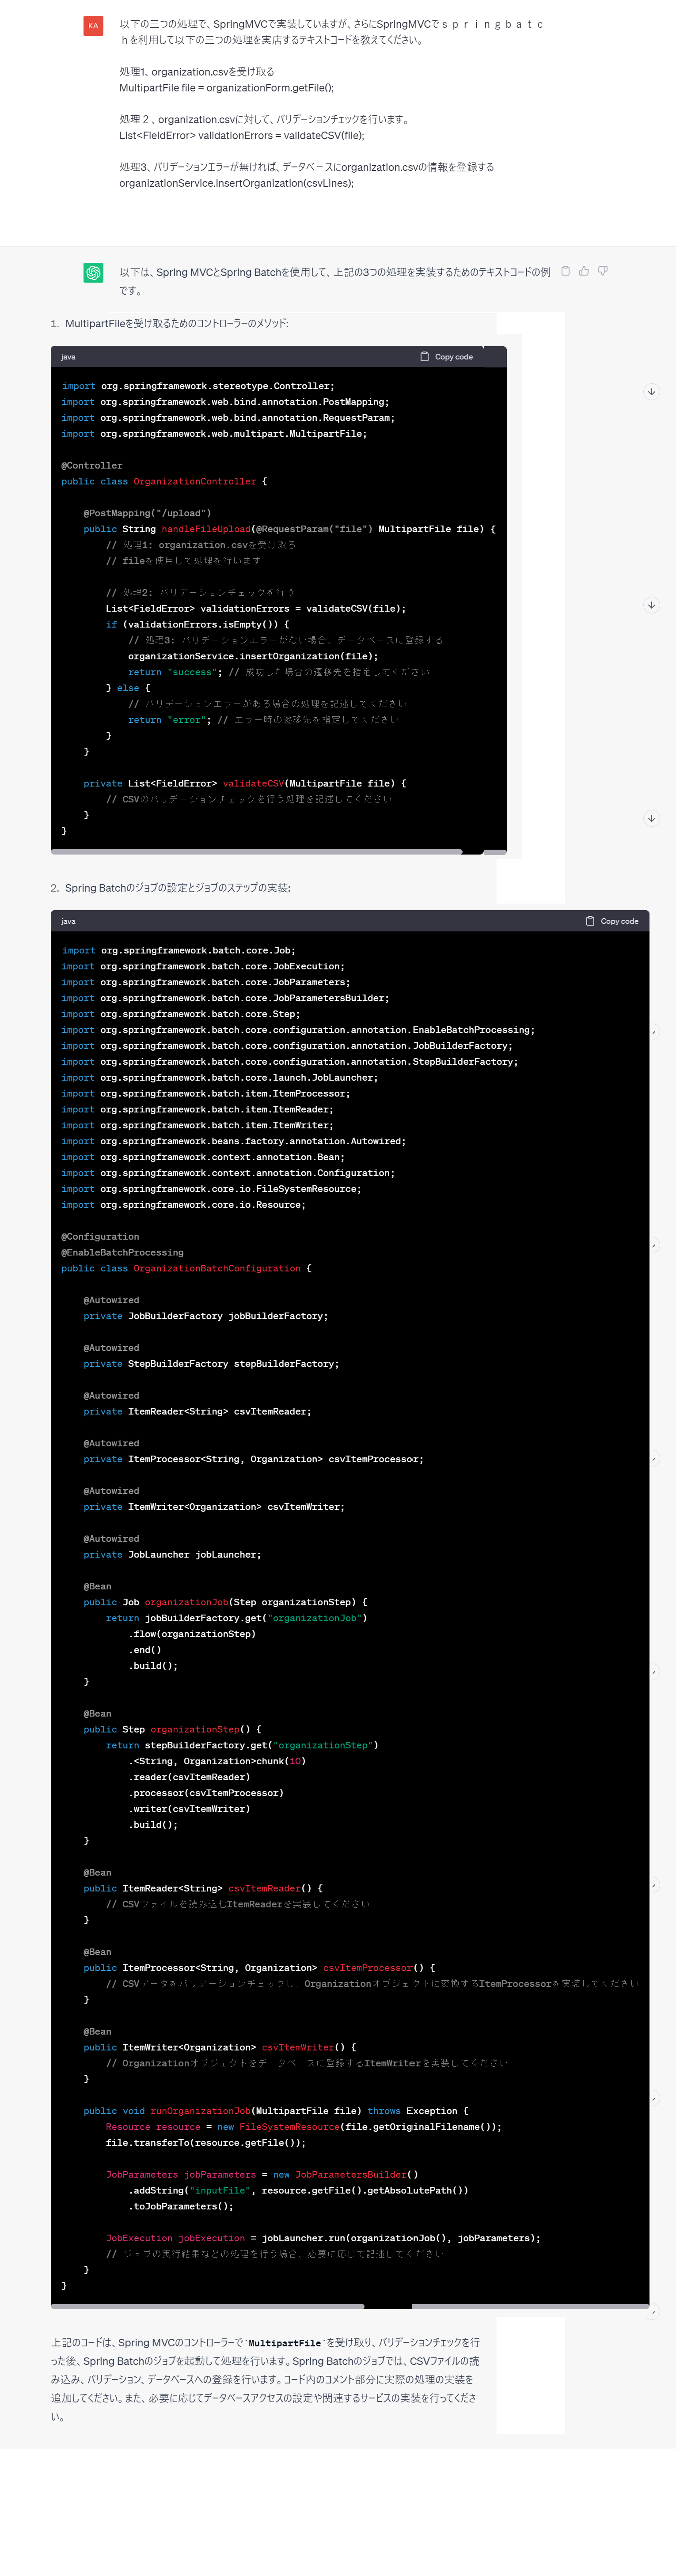 KA
以下の三つの処理で、SpringMVCで実装していますが、さらにSpringMVCでｓｐｒｉｎｇｂａｔｃ
ｈを利用して以下の三つの処理を実店するテキストコードを教えてください。
処理1、organization.csvを受け取る
MultipartFile file = organizationForm.getFile();
処理２、organization.csvに対して、バリデーションチェックを行います。
List<FieldError> validationErrors = validateCSV(file);
処理3、バリデーションエラーが無ければ、データベ－スにorganization.csvの情報を登録する
organizationService.insertOrganization(csvLines);
以下は、Spring MVCとSpring Batchを使用して、上記の3つの処理を実装するためのテキストコードの例
です。
1. MultipartFileを受け取るためのコントローラーのメソッド:
java Copy code
import org.springframework.stereotype.Controller;
import org.springframework.web.bind.annotation.PostMapping;
import org.springframework.web.bind.annotation.RequestParam;
import org.springframework.web.multipart.MultipartFile;
@Controller
public class OrganizationController {
@PostMapping("/upload")
public String handleFileUpload(@RequestParam("file") MultipartFile file) {
// 処理1: organization.csvを受け取る
// fileを使用して処理を行います
// 処理2: バリデーションチェックを行う
List<FieldError> validationErrors = validateCSV(file);
if (validationErrors.isEmpty()) {
// 処理3: バリデーションエラーがない場合、データベースに登録する
organizationService.insertOrganization(file);
return "success"; // 成功した場合の遷移先を指定してください
} else {
// バリデーションエラーがある場合の処理を記述してください
return "error"; // エラー時の遷移先を指定してください
}
}
private List<FieldError> validateCSV(MultipartFile file) {
// CSVのバリデーションチェックを行う処理を記述してください
}
}
2. Spring Batchのジョブの設定とジョブのステップの実装:
java Copy code
import org.springframework.batch.core.Job;
import org.springframework.batch.core.JobExecution;
import org.springframework.batch.core.JobParameters;
import org.springframework.batch.core.JobParametersBuilder;
import org.springframework.batch.core.Step;
import org.springframework.batch.core.configuration.annotation.EnableBatchProcessing;
import org.springframework.batch.core.configuration.annotation.JobBuilderFactory;
import org.springframework.batch.core.configuration.annotation.StepBuilderFactory;
import org.springframework.batch.core.launch.JobLauncher;
import org.springframework.batch.item.ItemProcessor;
import org.springframework.batch.item.ItemReader;
import org.springframework.batch.item.ItemWriter;
import org.springframework.beans.factory.annotation.Autowired;
import org.springframework.context.annotation.Bean;
import org.springframework.context.annotation.Configuration;
import org.springframework.core.io.FileSystemResource;
import org.springframework.core.io.Resource;
@Configuration
@EnableBatchProcessing
public class OrganizationBatchConfiguration {
@Autowired
private JobBuilderFactory jobBuilderFactory;
@Autowired
private StepBuilderFactory stepBuilderFactory;
@Autowired
private ItemReader<String> csvItemReader;
@Autowired
private ItemProcessor<String, Organization> csvItemProcessor;
@Autowired
private ItemWriter<Organization> csvItemWriter;
@Autowired
private JobLauncher jobLauncher;
@Bean
public Job organizationJob(Step organizationStep) {
return jobBuilderFactory.get("organizationJob")
.flow(organizationStep)
.end()
.build();
}
@Bean
public Step organizationStep() {
return stepBuilderFactory.get("organizationStep")
.<String, Organization>chunk(10)
.reader(csvItemReader)
.processor(csvItemProcessor)
.writer(csvItemWriter)
.build();
}
@Bean
public ItemReader<String> csvItemReader() {
// CSVファイルを読み込むItemReaderを実装してください
}
@Bean
public ItemProcessor<String, Organization> csvItemProcessor() {
// CSVデータをバリデーションチェックし、Organizationオブジェクトに変換するItemProcessorを実装してください
}
@Bean
public ItemWriter<Organization> csvItemWriter() {
// Organizationオブジェクトをデータベースに登録するItemWriterを実装してください
}
public void runOrganizationJob(MultipartFile file) throws Exception {
Resource resource = new FileSystemResource(file.getOriginalFilename());
file.transferTo(resource.getFile());
JobParameters jobParameters = new JobParametersBuilder()
.addString("inputFile", resource.getFile().getAbsolutePath())
.toJobParameters();
JobExecution jobExecution = jobLauncher.run(organizationJob(), jobParameters);
// ジョブの実行結果などの処理を行う場合、必要に応じて記述してください
}
}
上記のコードは、Spring MVCのコントローラーで`MultipartFile`を受け取り、バリデーションチェックを行
った後、Spring Batchのジョブを起動して処理を行います。Spring Batchのジョブでは、CSVファイルの読
み込み、バリデーション、データベースへの登録を行います。コード内のコメント部分に実際の処理の実装を
追加してください。また、必要に応じてデータベースアクセスの設定や関連するサービスの実装を行ってくださ
い。